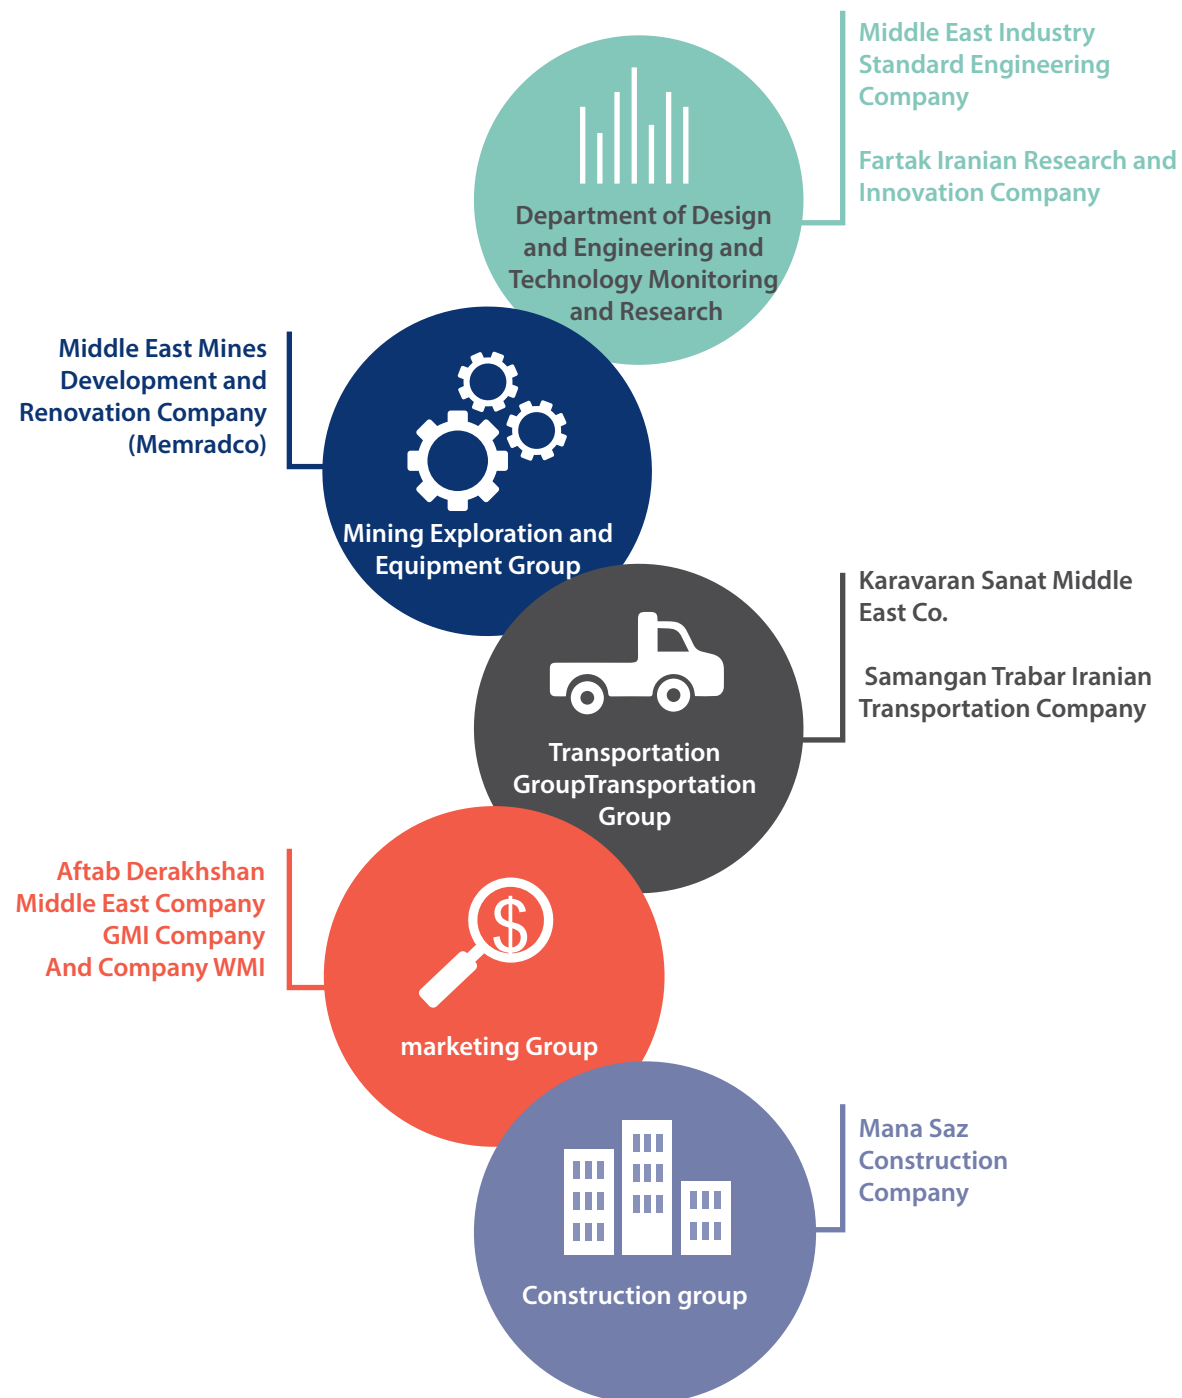 Middle East Industry
Standard Engineering
Company
Fartak Iranian Research and
Innovation Company
Department of Design
and Engineering and
Technology Monitoring
and Research
Middle East Mines
Development and
Renovation Company
(Memradco)
Mining Exploration and
Equipment Group
Karavaran Sanat Middle
East Co.
Samangan Trabar Iranian
Transportation Company
Transportation
GroupTransportation
Group
Aftab Derakhshan
Middle East Company
GMI Company
And Company WMI
$
marketing Group
Mana Saz
Construction
Company
Construction group